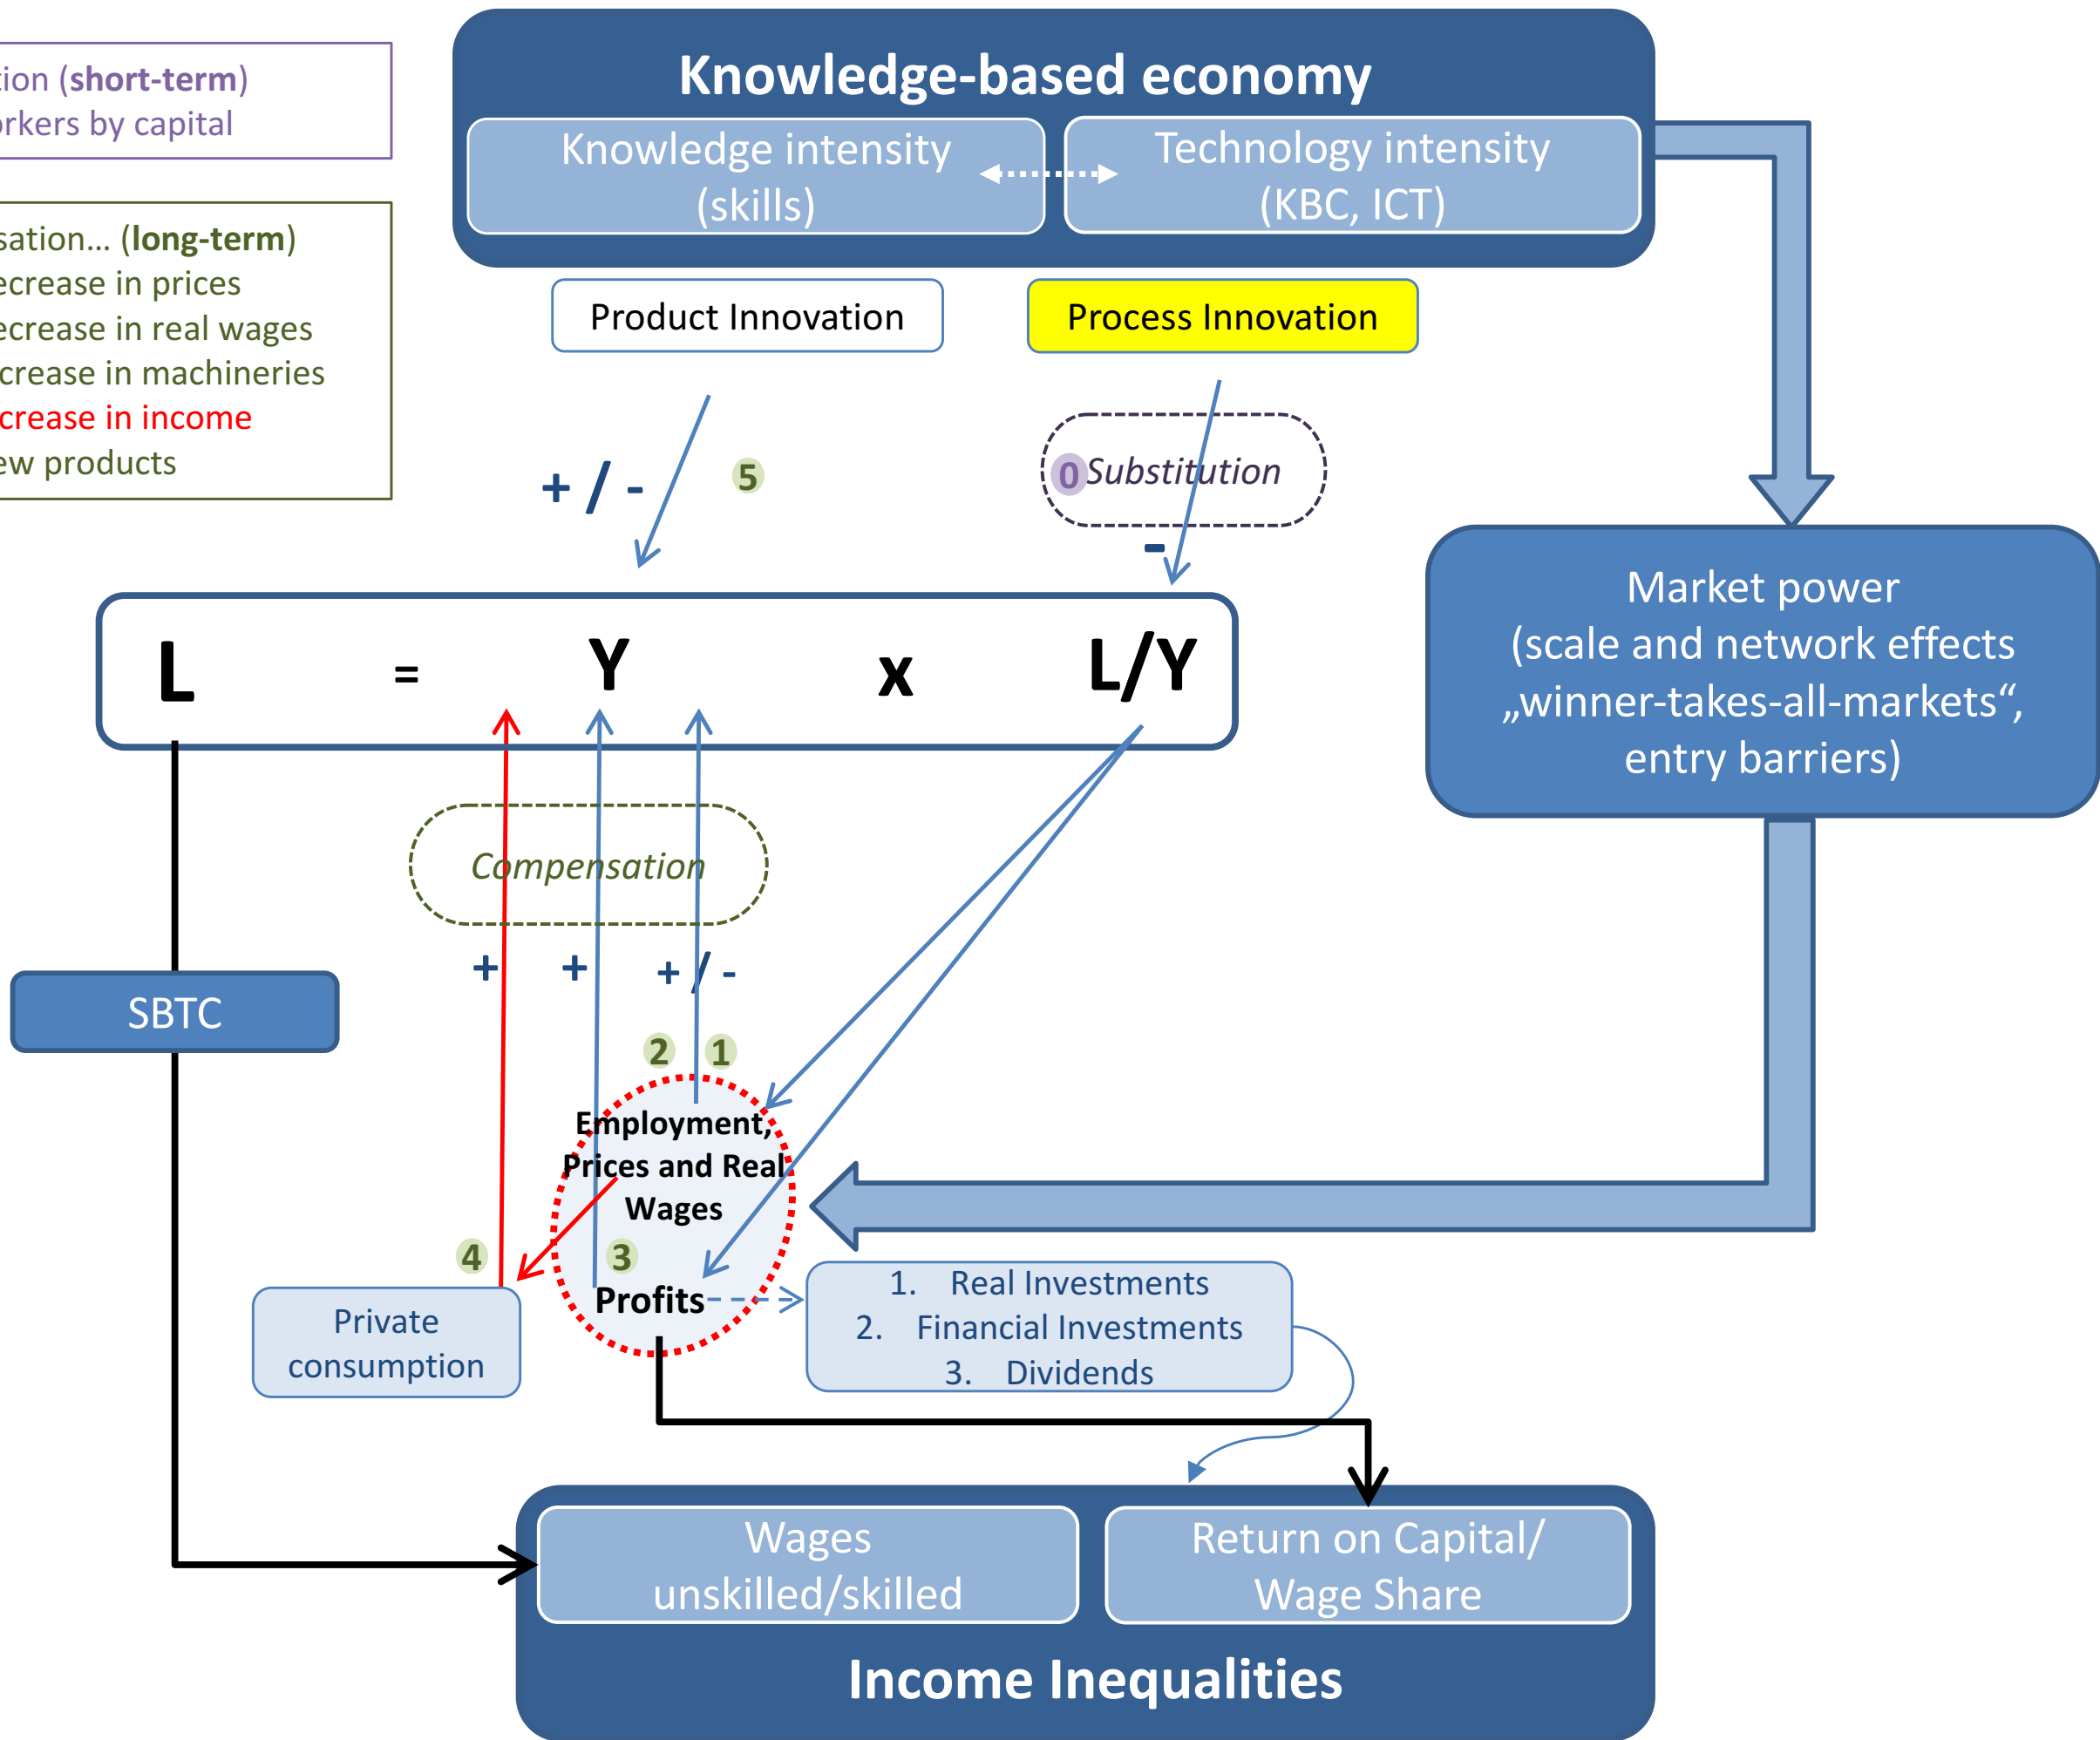 Knowledge-based economy
Knowledge intensity
(skills)
Technology intensity
(KBC, ICT)
tion (short-term)
orkers by capital
sation... (long-term)
ecrease in prices
ecrease in real wages
crease in machineries
crease in income
ew products
Product Innovation
Process Innovation
+ / -
5
0 Substitution
-
L = Y x L/Y
Market power
(scale and network effects
„winner-takes-all-markets“,
entry barriers)
Compensation
+ + + / -
SBTC
2 1
Employment,
Prices and Real
Wages
4 3
Profits
Private
consumption
1. Real Investments
2. Financial Investments
3. Dividends
Wages
unskilled/skilled
Return on Capital/
Wage Share
Income Inequalities